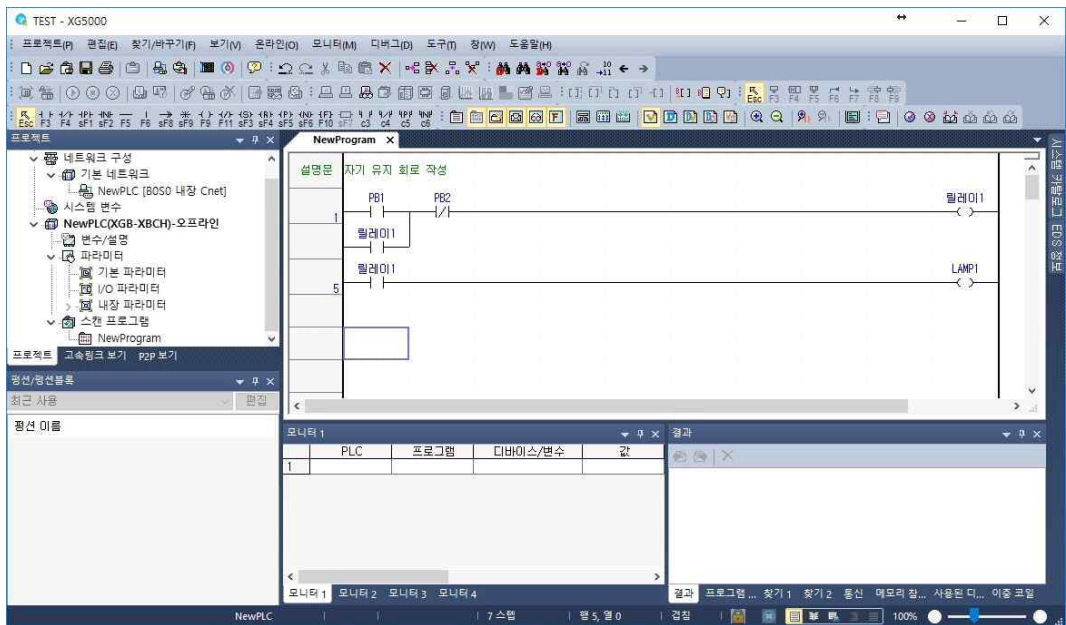 TEST - XG5000
프로젝트(P) 편집(E) 찾기/바꾸기(F) 보기(V) 온라인(O) 모니터(M) 디버그(D) 도구(T) 창(W) 도움말(H)
프로젝트
NewProgram
네트워크 구성
기본 네트워크
NewPLC [B0S0 내장 Cnet]
시스템 변수
NewPLC(XGB-XBCH)-오프라인
변수/설명
파라미터
기본 파라미터
I/O 파라미터
내장 파라미터
스캔 프로그램
NewProgram
프로젝트 고속링크 보기 P2P 보기
설명문 자기 유지 회로 작성
PB1 PB2 릴레이1
1
릴레이1
릴레이1 LAMP1
5
시스템 카탈로그
EDS 정보
펑션/펑션블록
최근 사용 편집
펑션 이름
모니터 1
PLC 프로그램 디바이스/변수 값
1
모니터 1 모니터 2 모니터 3 모니터 4
결과
결과 프로그램 ... 찾기 1 찾기 2 통신 메모리 참... 사용된 디... 이중 코일
NewPLC 7 스텝 행 5, 열 0 겹침 100%